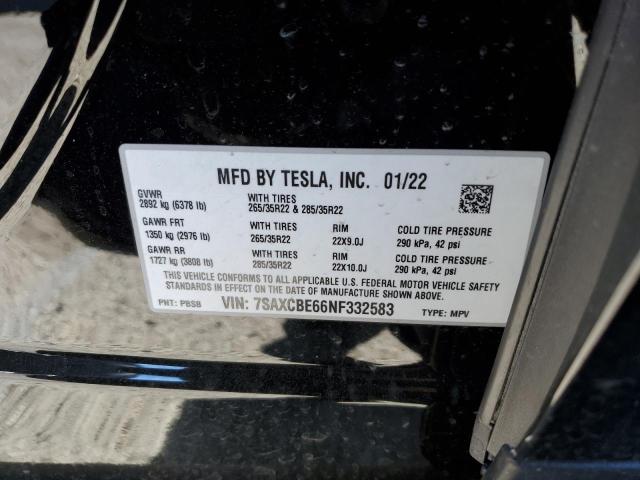 MFD BY TESLA, INC. 01/22
GVWR WITH TIRES
2892 kg (6378 lb) 265/35R22 & 285/35R22
GAWR FRT WITH TIRES RIM COLD TIRE PRESSURE
1350 kg (2976 lb) 265/35R22 22X9.0J 290 kPa, 42 psi
GAWR RR WITH TIRES RIM COLD TIRE PRESSURE
1727 kg (3808 lb) 285/35R22 22X10.0J 290 kPa, 42 psi
THIS VEHICLE CONFORMS TO ALL APPLICABLE U.S. FEDERAL MOTOR VEHICLE SAFETY
STANDARDS IN EFFECT ON THE DATE OF MANUFACTURE SHOWN ABOVE.
PNT: PBSB VIN: 7SAXCBE66NF332583 TYPE: MPV